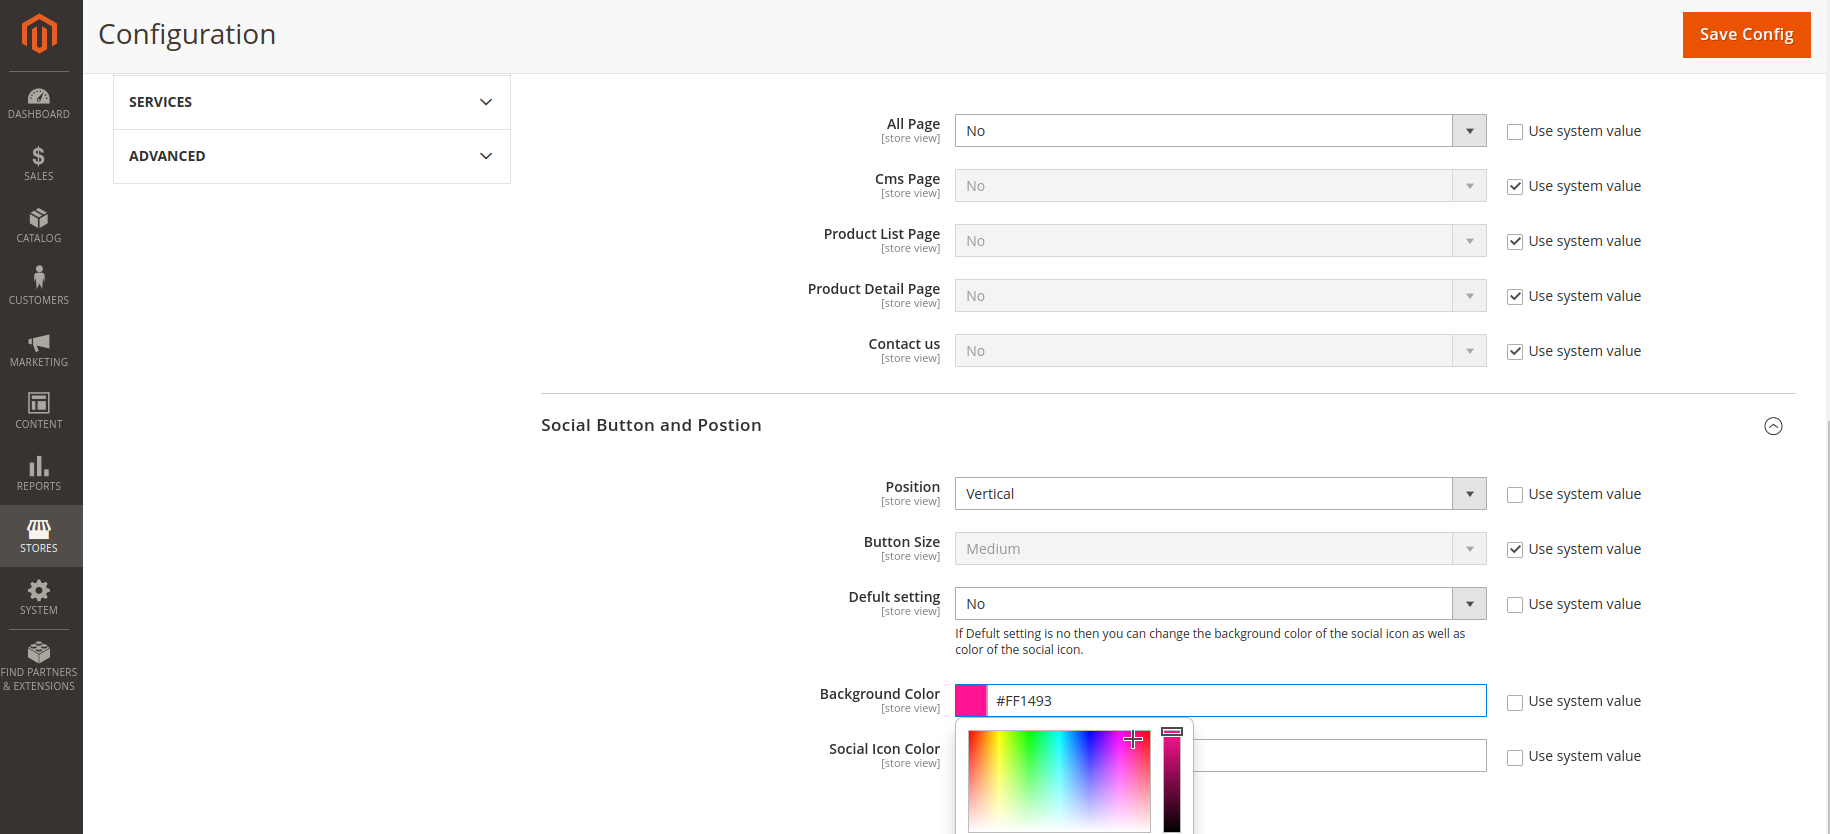 Configuration
Save Config
DASHBOARD
SALES
CATALOG
CUSTOMERS
MARKETING
CONTENT
REPORTS
STORES
SYSTEM
FIND PARTNERS
& EXTENSIONS
SERVICES
ADVANCED
All Page
[store view]
No
Use system value
Cms Page
[store view]
No
Use system value
Product List Page
[store view]
No
Use system value
Product Detail Page
[store view]
No
Use system value
Contact us
[store view]
No
Use system value
Social Button and Postion
Position
[store view]
Vertical
Use system value
Button Size
[store view]
Medium
Use system value
Defult setting
[store view]
No
Use system value
If Defult setting is no then you can change the background color of the social icon as well as
color of the social icon.
Background Color
[store view]
#FF1493
Use system value
Social Icon Color
[store view]
Use system value